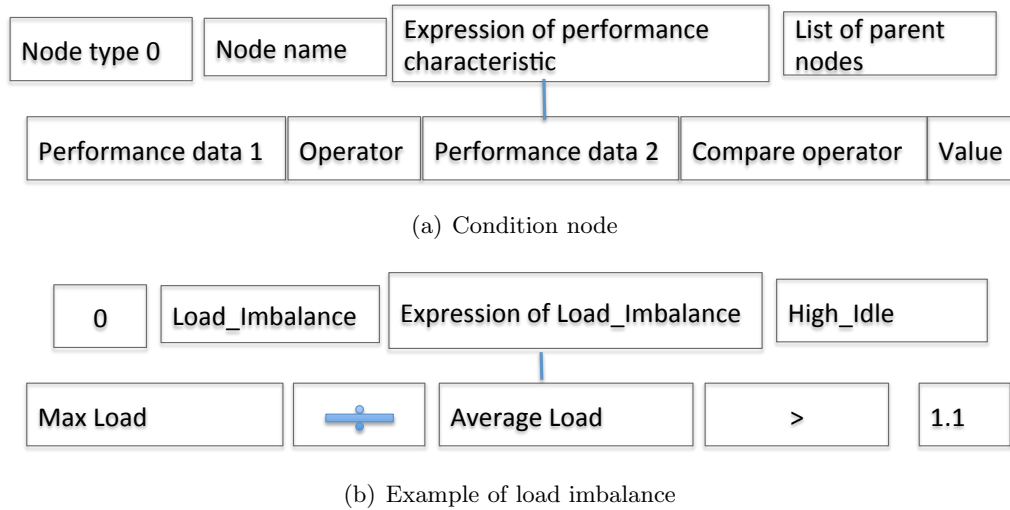 Node type 0
Node name
Expression of performance
characteristic
List of parent
nodes
Performance data 1
Operator
Performance data 2
Compare operator
Value
(a) Condition node
0
Load_Imbalance
Expression of Load_Imbalance
High_Idle
Max Load
÷
Average Load
>
1.1
(b) Example of load imbalance